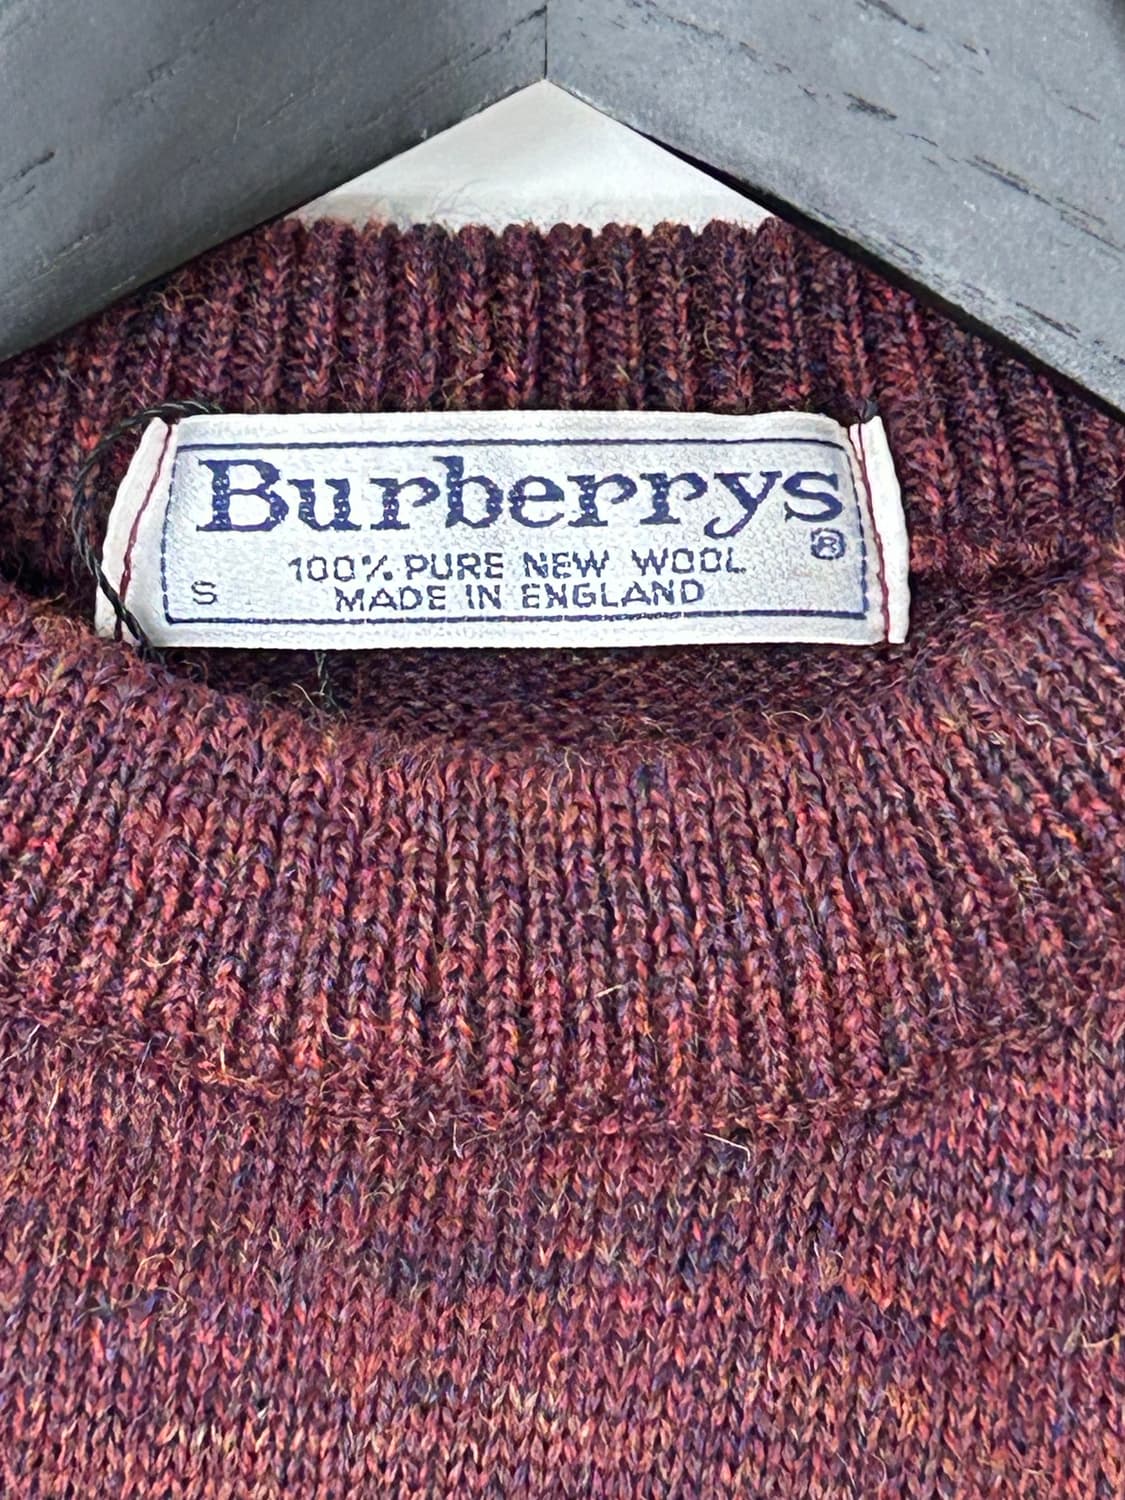 Burberrys
®
100% PURE NEW WOOL
S MADE IN ENGLAND